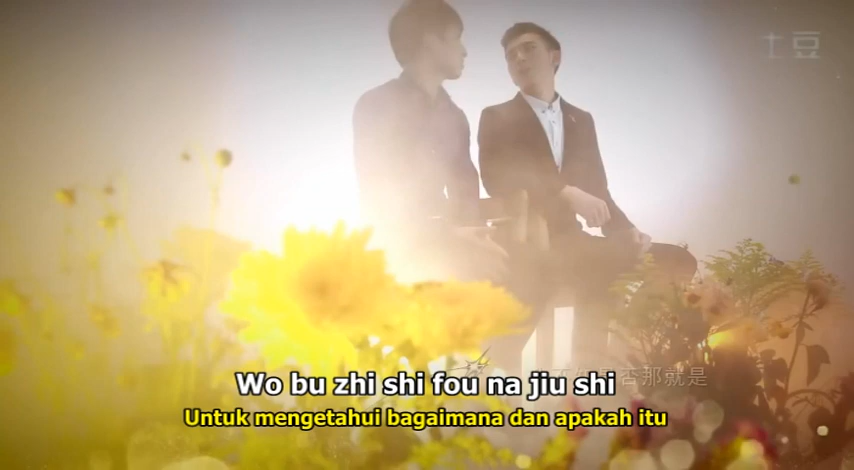 土豆
否那就是
Wo bu zhi shi fou na jiu shi
Untuk mengetahui bagaimana dan apakah itu